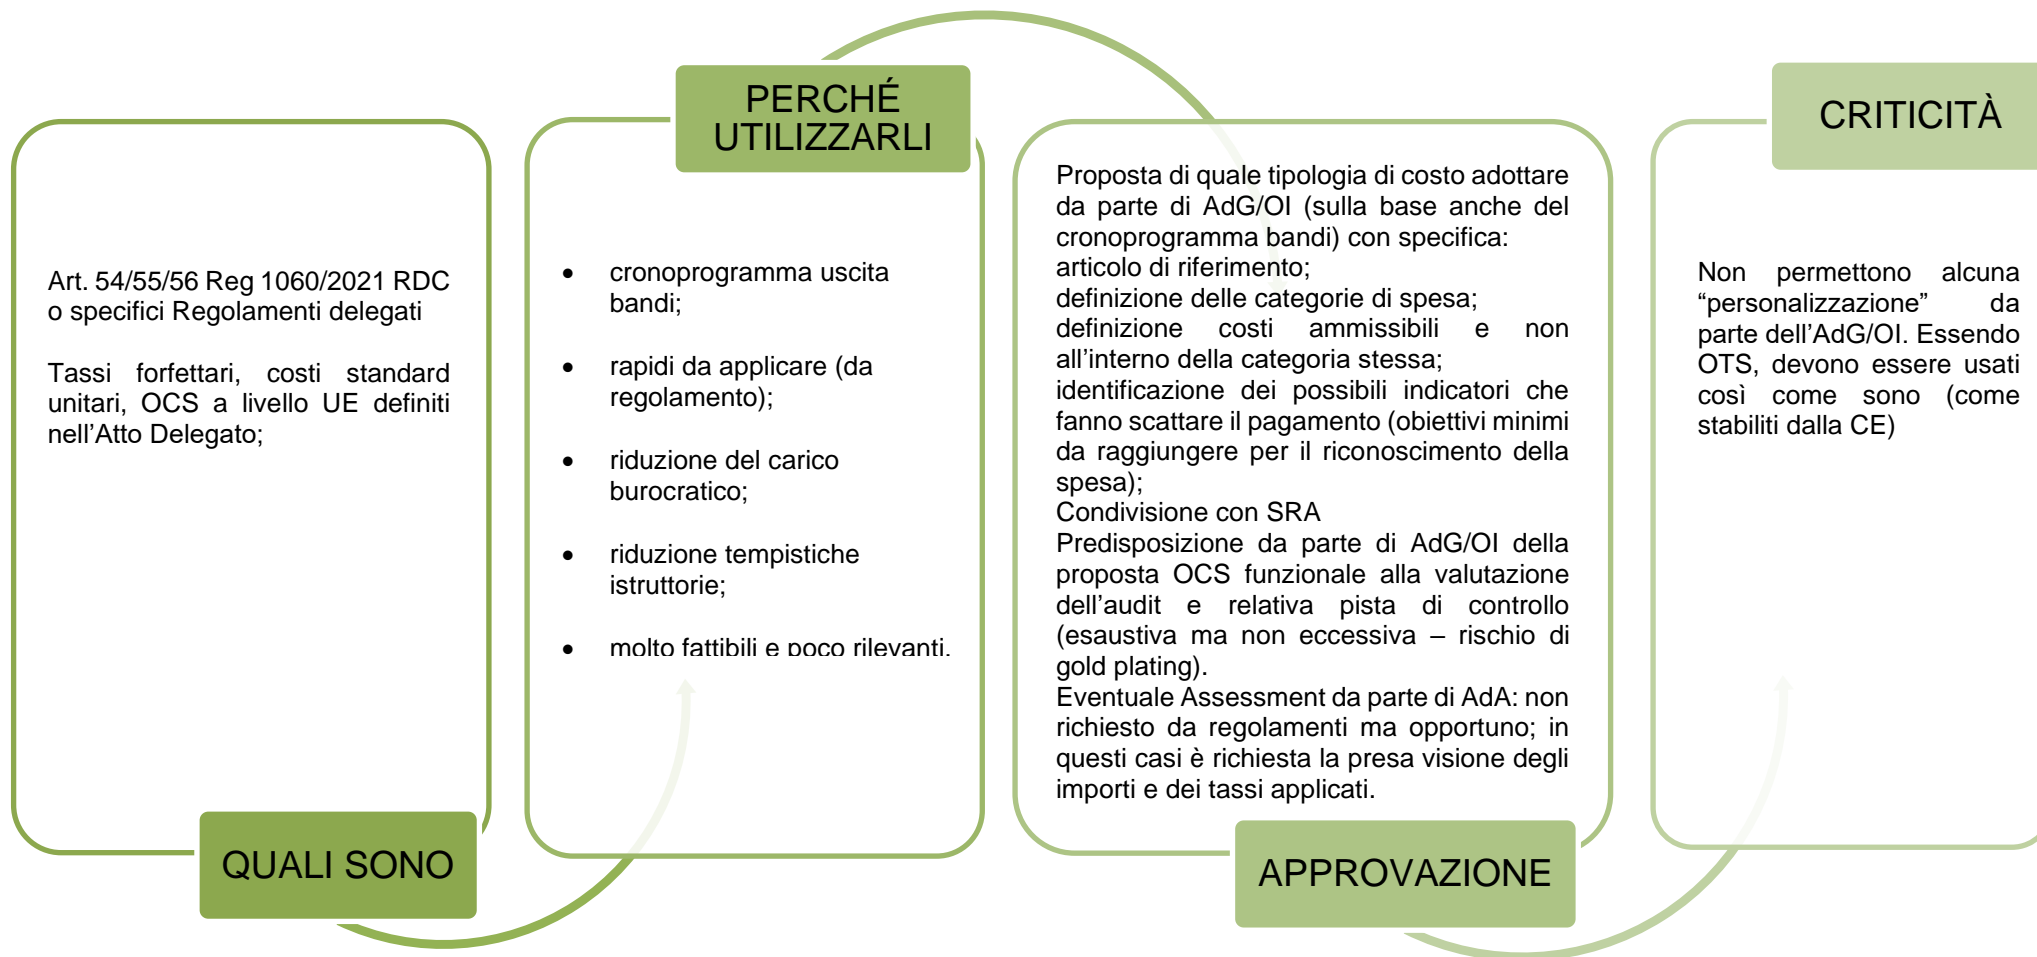 Art. 54/55/56 Reg 1060/2021 RDC
o specifici Regolamenti delegati
Tassi forfettari, costi standard
unitari, OCS a livello UE definiti
nell’Atto Delegato;
QUALI SONO
PERCHÉ
UTILIZZARLI
• cronoprogramma uscita
bandi;
• rapidi da applicare (da
regolamento);
• riduzione del carico
burocratico;
• riduzione tempistiche
istruttorie;
• molto fattibili e poco rilevanti.
Proposta di quale tipologia di costo adottare
da parte di AdG/OI (sulla base anche del
cronoprogramma bandi) con specifica:
articolo di riferimento;
definizione delle categorie di spesa;
definizione costi ammissibili e non
all’interno della categoria stessa;
identificazione dei possibili indicatori che
fanno scattare il pagamento (obiettivi minimi
da raggiungere per il riconoscimento della
spesa);
Condivisione con SRA
Predisposizione da parte di AdG/OI della
proposta OCS funzionale alla valutazione
dell’audit e relativa pista di controllo
(esaustiva ma non eccessiva – rischio di
gold plating).
Eventuale Assessment da parte di AdA: non
richiesto da regolamenti ma opportuno; in
questi casi è richiesta la presa visione degli
importi e dei tassi applicati.
APPROVAZIONE
CRITICITÀ
Non permettono alcuna
“personalizzazione” da
parte dell’AdG/OI. Essendo
OTS, devono essere usati
così come sono (come
stabiliti dalla CE)